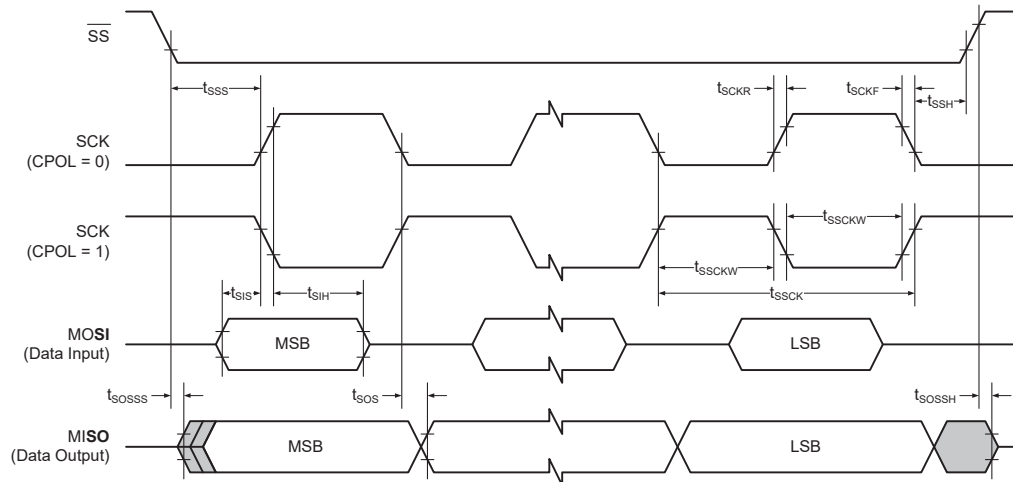 SS
tSSS
tSCKR
tSCKF
tSSH
SCK
(CPOL = 0)
SCK
(CPOL = 1)
tSSCKW
tSSCKW
tSSCK
tSIS
tSIH
MOSI
(Data Input)
MSB
LSB
tSOSSS
tSOS
tSOSSH
MISO
(Data Output)
MSB
LSB